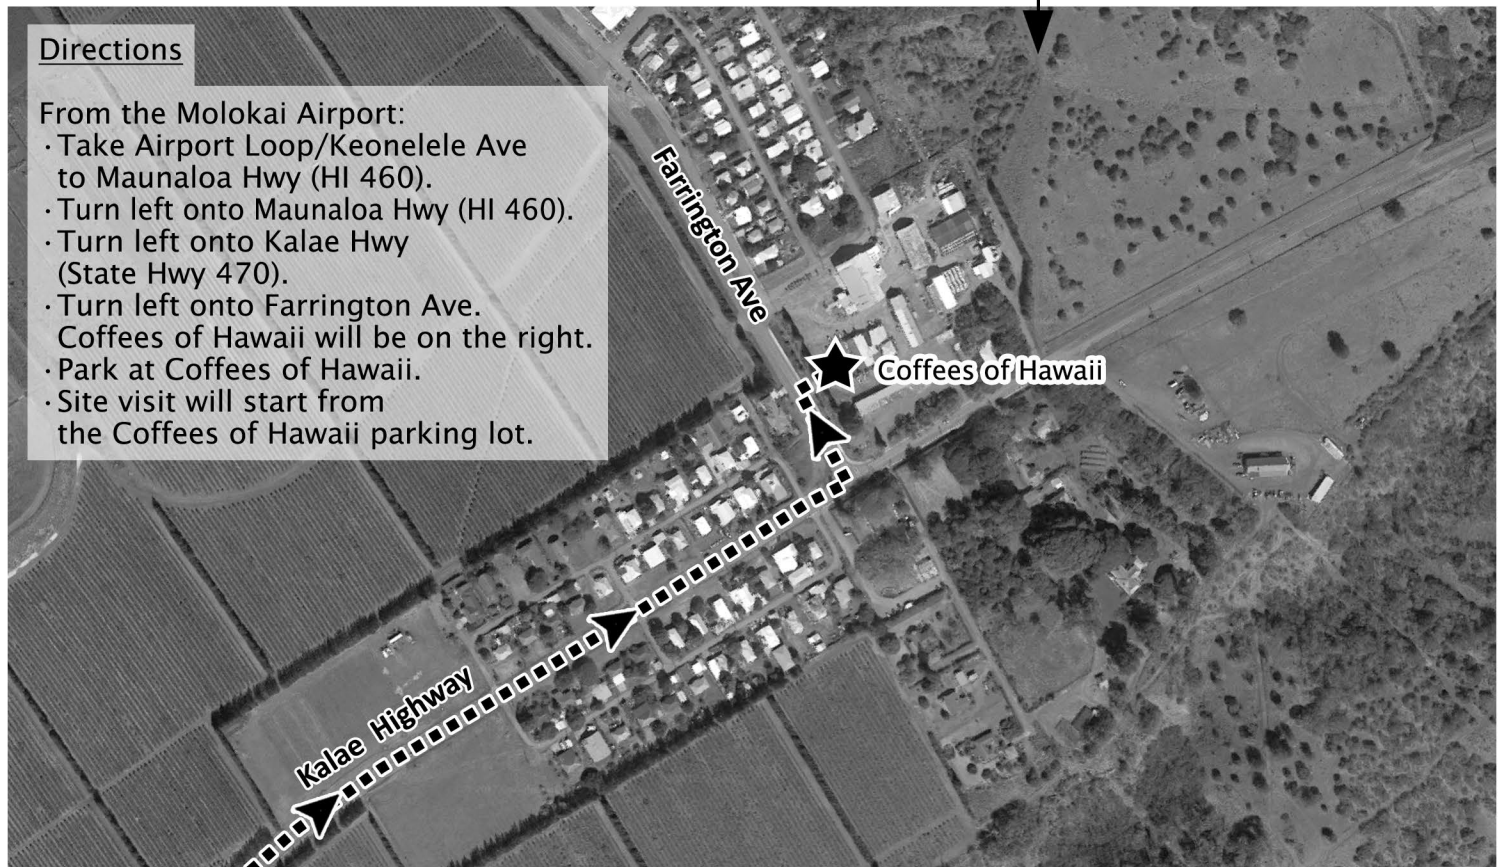 Directions
From the Molokai Airport:
· Take Airport Loop/Keonelele Ave
to Maunaloa Hwy (HI 460).
· Turn left onto Maunaloa Hwy (HI 460).
· Turn left onto Kalae Hwy
(State Hwy 470).
· Turn left onto Farrington Ave.
Coffees of Hawaii will be on the right.
· Park at Coffees of Hawaii.
· Site visit will start from
the Coffees of Hawaii parking lot.
Farrington Ave
Coffees of Hawaii
Kalae Highway